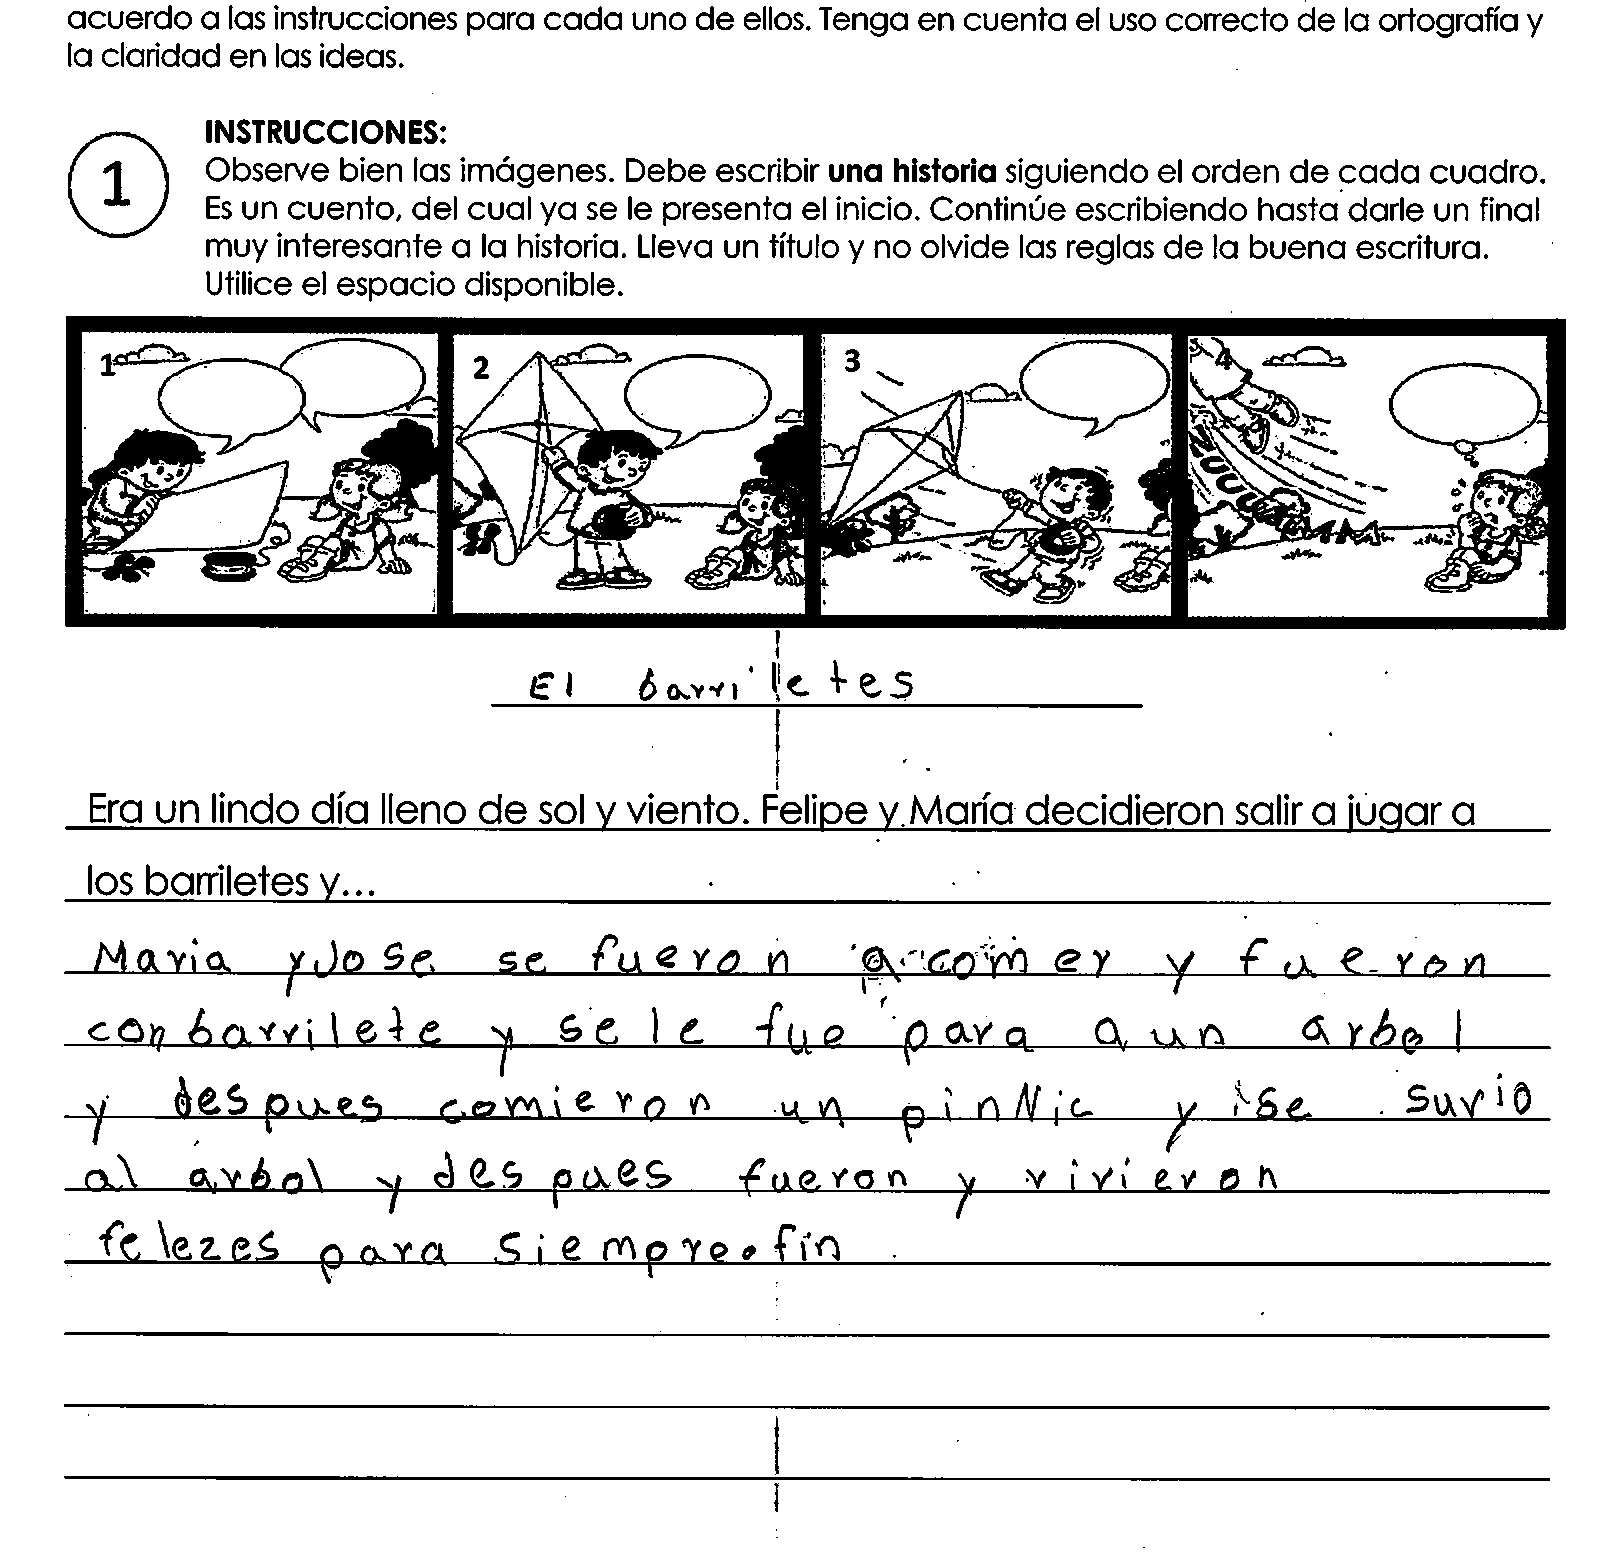 acuerdo a las instrucciones para cada uno de ellos. Tenga en cuenta el uso correcto de la ortografía y
la claridad en las ideas.
1
INSTRUCCIONES:
Observe bien las imágenes. Debe escribir una historia siguiendo el orden de cada cuadro.
Es un cuento, del cual ya se le presenta el inicio. Continúe escribiendo hasta darle un final
muy interesante a la historia. Lleva un título y no olvide las reglas de la buena escritura.
Utilice el espacio disponible.
1 2 3 4
ZUUUU
El barriletes
Era un lindo día lleno de sol y viento. Felipe y María decidieron salir a jugar a
los barriletes y...
Maria y Jose se fueron a comer y fueron
con barrilete y se le fue para a un arbol
y despues comieron un pinNic y se survio
al arbol y despues fueron y vivieron
felezes para siempre. fin